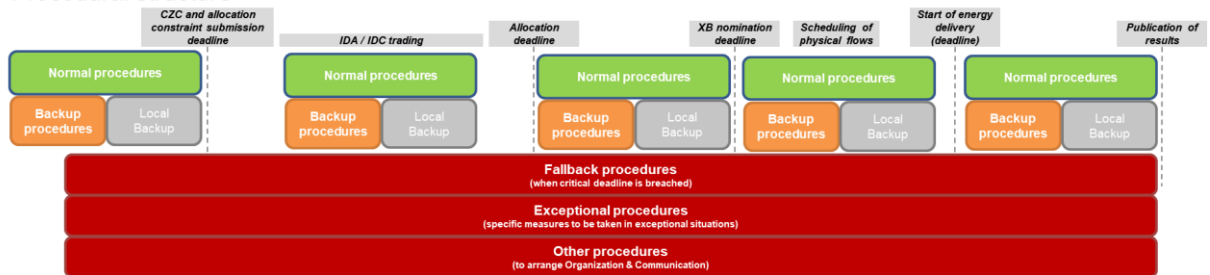 CZC and allocation
constraint submission
deadline
IDA / IDC trading
Allocation
deadline
XB nomination
deadline
Scheduling of
physical flows
Start of energy
delivery
(deadline)
Publication of
results
Normal procedures
Normal procedures
Normal procedures
Normal procedures
Normal procedures
Backup
procedures
Local
Backup
Backup
procedures
Local
Backup
Backup
procedures
Local
Backup
Backup
procedures
Local
Backup
Backup
procedures
Local
Backup
Fallback procedures
(when critical deadline is breached)
Exceptional procedures
(specific measures to be taken in exceptional situations)
Other procedures
(to arrange Organization & Communication)